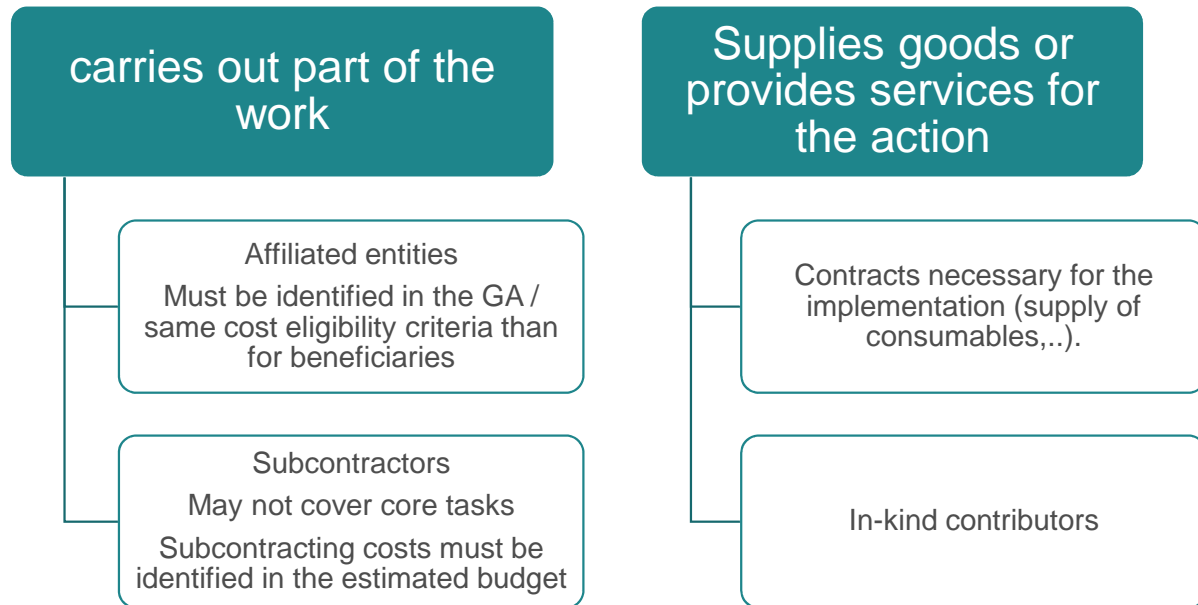 carries out part of the
work
Affiliated entities
Must be identified in the GA /
same cost eligibility criteria than
for beneficiaries
Subcontractors
May not cover core tasks
Subcontracting costs must be
identified in the estimated budget
Supplies goods or
provides services for
the action
Contracts necessary for the
implementation (supply of
consumables,..).
In-kind contributors